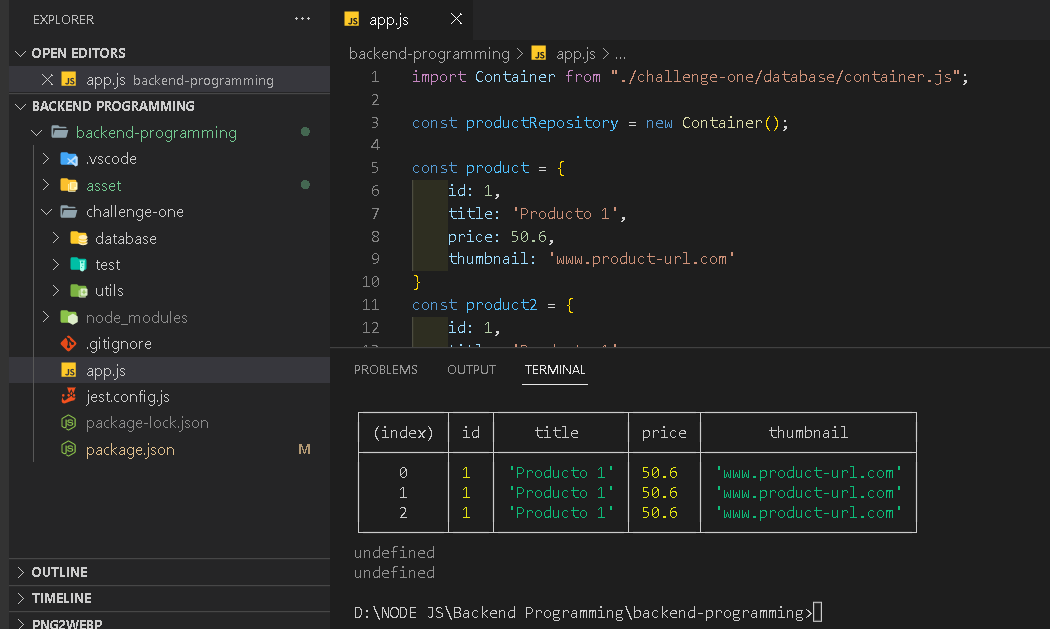 EXPLORER
OPEN EDITORS
app.js backend-programming
BACKEND PROGRAMMING
backend-programming
.vscode
asset
challenge-one
database
test
utils
node_modules
.gitignore
app.js
jest.config.js
package-lock.json
package.json M
OUTLINE
TIMELINE
PNG2WEBP
JS app.js
backend-programming > JS app.js > ...
1 import Container from "./challenge-one/database/container.js";
2
3 const productRepository = new Container();
4
5 const product = {
6 id: 1,
7 title: 'Producto 1',
8 price: 50.6,
9 thumbnail: 'www.product-url.com'
10 }
11 const product2 = {
12 id: 1,
13 title: 'Producto 1',
PROBLEMS OUTPUT TERMINAL
(index) id title price thumbnail
0 1 'Producto 1' 50.6 'www.product-url.com'
1 1 'Producto 1' 50.6 'www.product-url.com'
2 1 'Producto 1' 50.6 'www.product-url.com'
undefined
undefined
D:\NODE JS\Backend Programming\backend-programming>